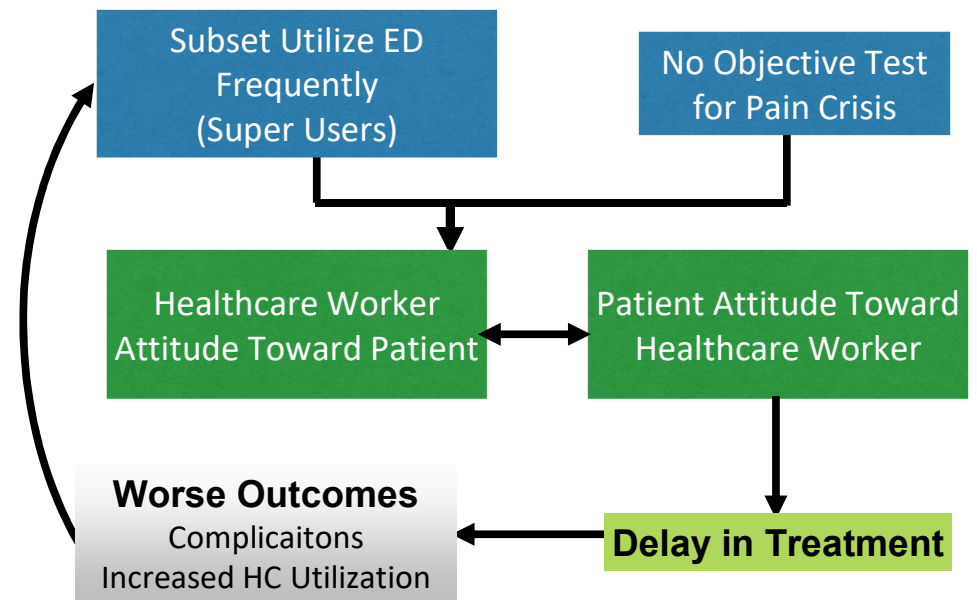 Subset Utilize ED
Frequently
(Super Users)
No Objective Test
for Pain Crisis
Healthcare Worker
Attitude Toward Patient
Patient Attitude Toward
Healthcare Worker
Worse Outcomes
Complicaitons
Increased HC Utilization
Delay in Treatment